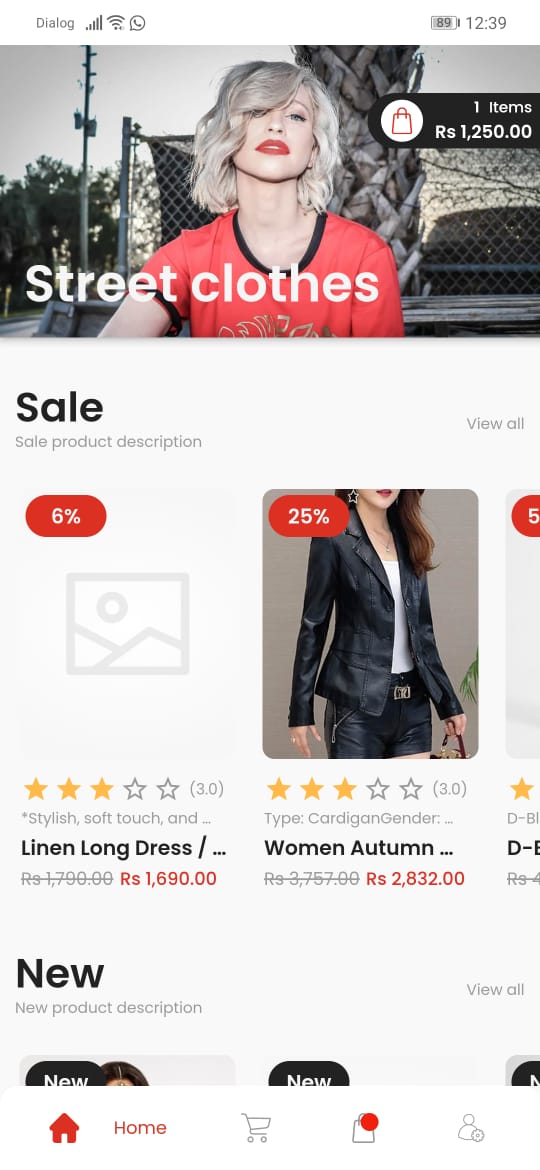 Dialog 89 12:39
1 Items
Rs 1,250.00
Street clothes
Sale
Sale product description
View all
6%
25%
5
(3.0)
(3.0)
*Stylish, soft touch, and ...
Type: CardiganGender: ...
D-Bl
Linen Long Dress / ...
Women Autumn ...
D-E
Rs 1,790.00 Rs 1,690.00
Rs 3,757.00 Rs 2,832.00
Rs 4
New
New product description
View all
New
New
N
Home